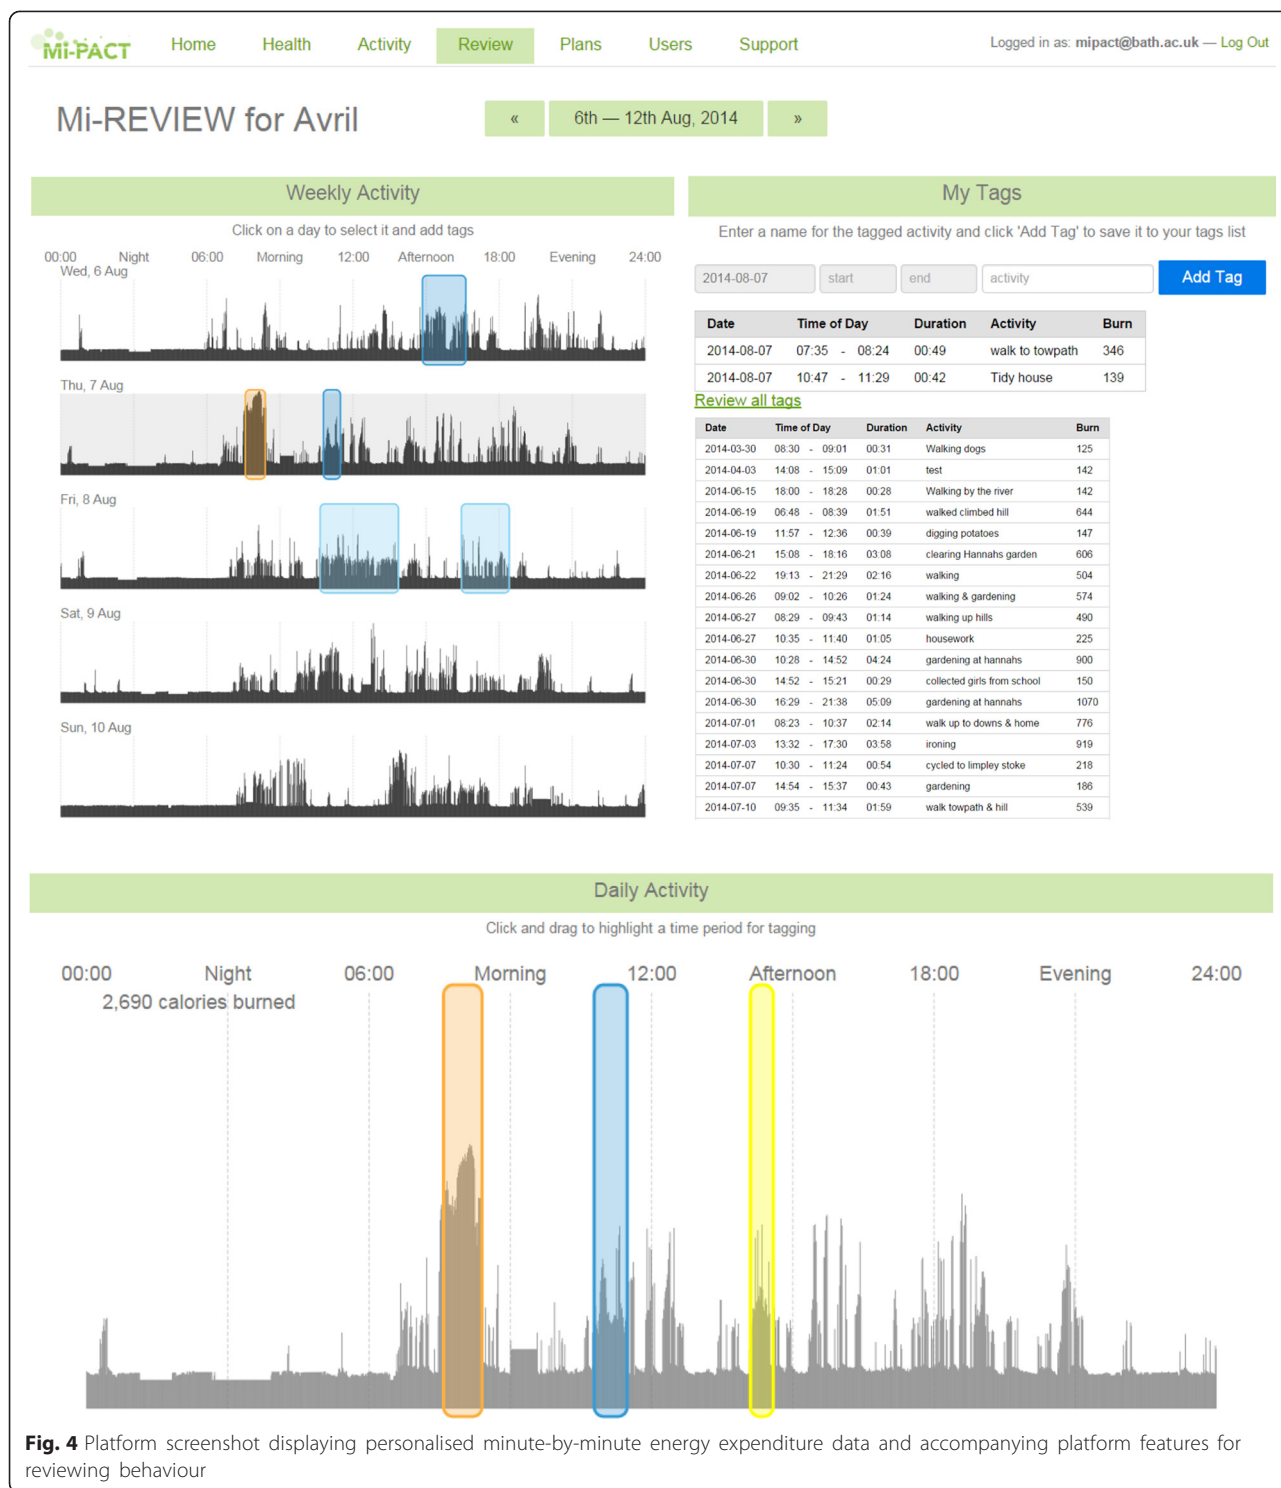 Mi-PACT Home Health Activity Review Plans Users Support Logged in as: mipact@bath.ac.uk — Log Out
Mi-REVIEW for Avril « 6th — 12th Aug, 2014 »
Weekly Activity
Click on a day to select it and add tags
00:00 Night 06:00 Morning 12:00 Afternoon 18:00 Evening 24:00
Wed, 6 Aug
Thu, 7 Aug
Fri, 8 Aug
Sat, 9 Aug
Sun, 10 Aug
My Tags
Enter a name for the tagged activity and click 'Add Tag' to save it to your tags list
2014-08-07 start end activity Add Tag
Date Time of Day Duration Activity Burn
2014-08-07 07:35 - 08:24 00:49 walk to towpath 346
2014-08-07 10:47 - 11:29 00:42 Tidy house 139
Review all tags
Date Time of Day Duration Activity Burn
2014-03-30 08:30 - 09:01 00:31 Walking dogs 125
2014-04-03 14:08 - 15:09 01:01 test 142
2014-06-15 18:00 - 18:28 00:28 Walking by the river 142
2014-06-19 06:48 - 08:39 01:51 walked climbed hill 644
2014-06-19 11:57 - 12:36 00:39 digging potatoes 147
2014-06-21 15:08 - 18:16 03:08 clearing Hannahs garden 606
2014-06-22 19:13 - 21:29 02:16 walking 504
2014-06-26 09:02 - 10:26 01:24 walking & gardening 574
2014-06-27 08:29 - 09:43 01:14 walking up hills 490
2014-06-27 10:35 - 11:40 01:05 housework 225
2014-06-30 10:28 - 14:52 04:24 gardening at hannahs 900
2014-06-30 14:52 - 15:21 00:29 collected girls from school 150
2014-06-30 16:29 - 21:38 05:09 gardening at hannahs 1070
2014-07-01 08:23 - 10:37 02:14 walk up to downs & home 776
2014-07-03 13:32 - 17:30 03:58 ironing 919
2014-07-07 10:30 - 11:24 00:54 cycled to limpley stoke 218
2014-07-07 14:54 - 15:37 00:43 gardening 186
2014-07-10 09:35 - 11:34 01:59 walk towpath & hill 539
Daily Activity
Click and drag to highlight a time period for tagging
00:00 Night 06:00 Morning 12:00 Afternoon 18:00 Evening 24:00
2,690 calories burned
Fig. 4 Platform screenshot displaying personalised minute-by-minute energy expenditure data and accompanying platform features for
reviewing behaviour